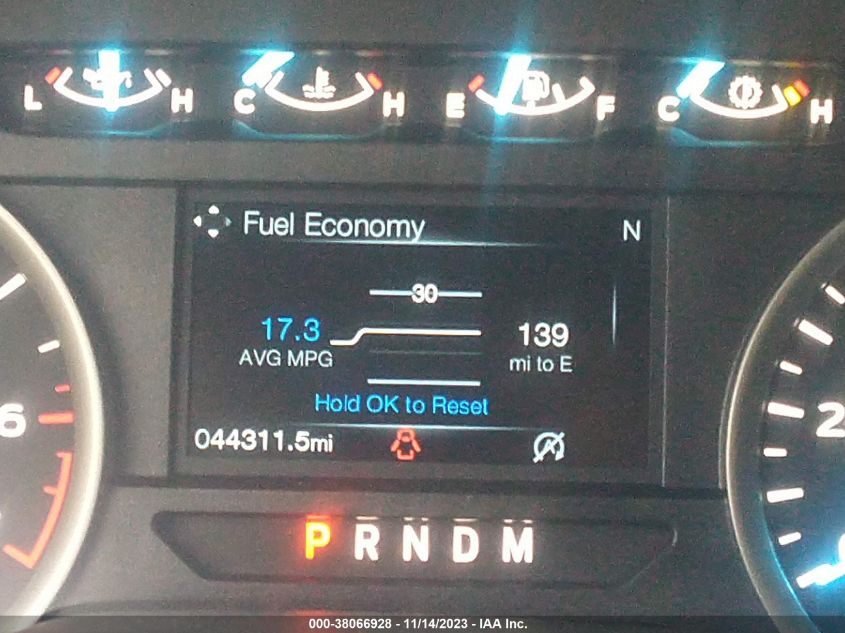 L H C H E F C H
Fuel Economy N
30
17.3 139
AVG MPG mi to E
Hold OK to Reset
044311.5mi
6
2
P R N D M
000-38066928 - 11/14/2023 - IAA Inc.